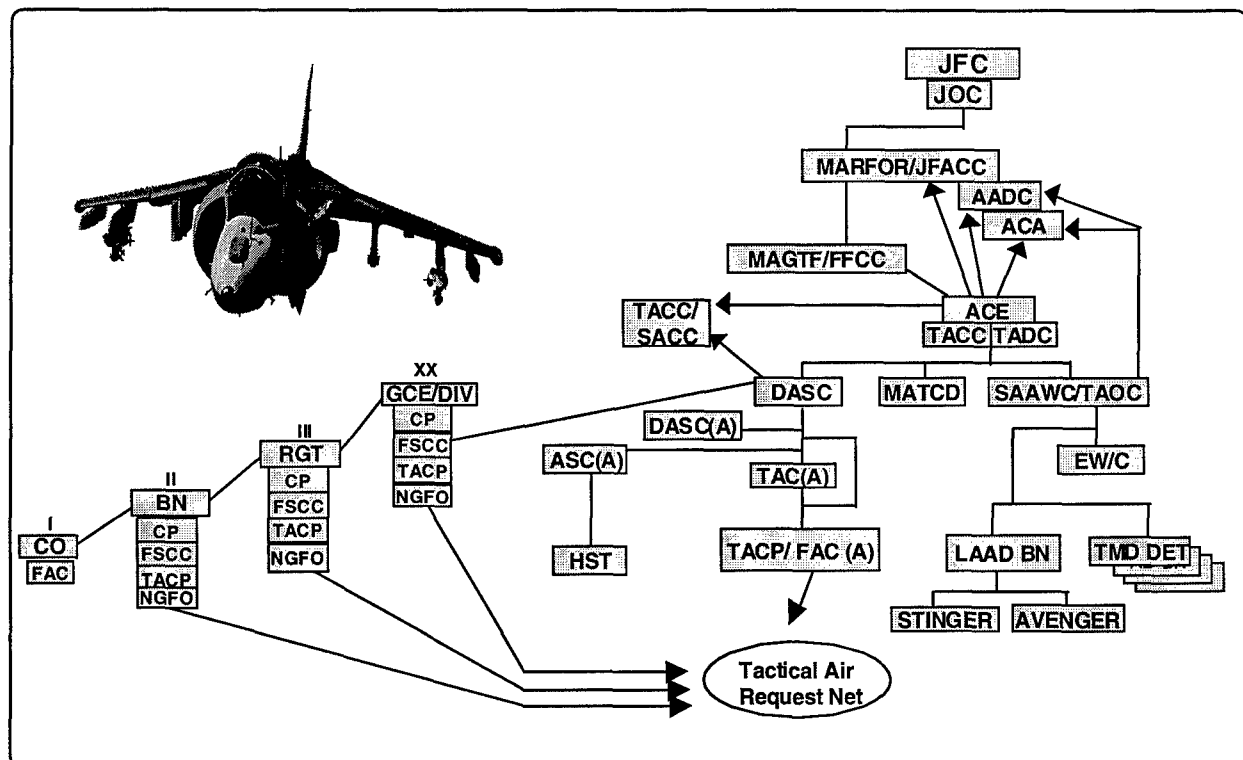 JFC
JOC
MARFOR/JFACC
AADC
ACA
MAGTF/FFCC
ACE
TACC TADC
TACC/
SACC
DASC
MATCD
SAAWC/TAOC
DASC(A)
ASC(A)
TAC(A)
EW/C
HST
TACP/ FAC (A)
LAAD BN
TMD DET
STINGER
AVENGER
XX
GCE/DIV
CP
FSCC
TACP
NGFO
III
RGT
CP
FSCC
TACP
NGFO
II
BN
CP
FSCC
TACP
NGFO
I
CO
FAC
Tactical Air
Request Net